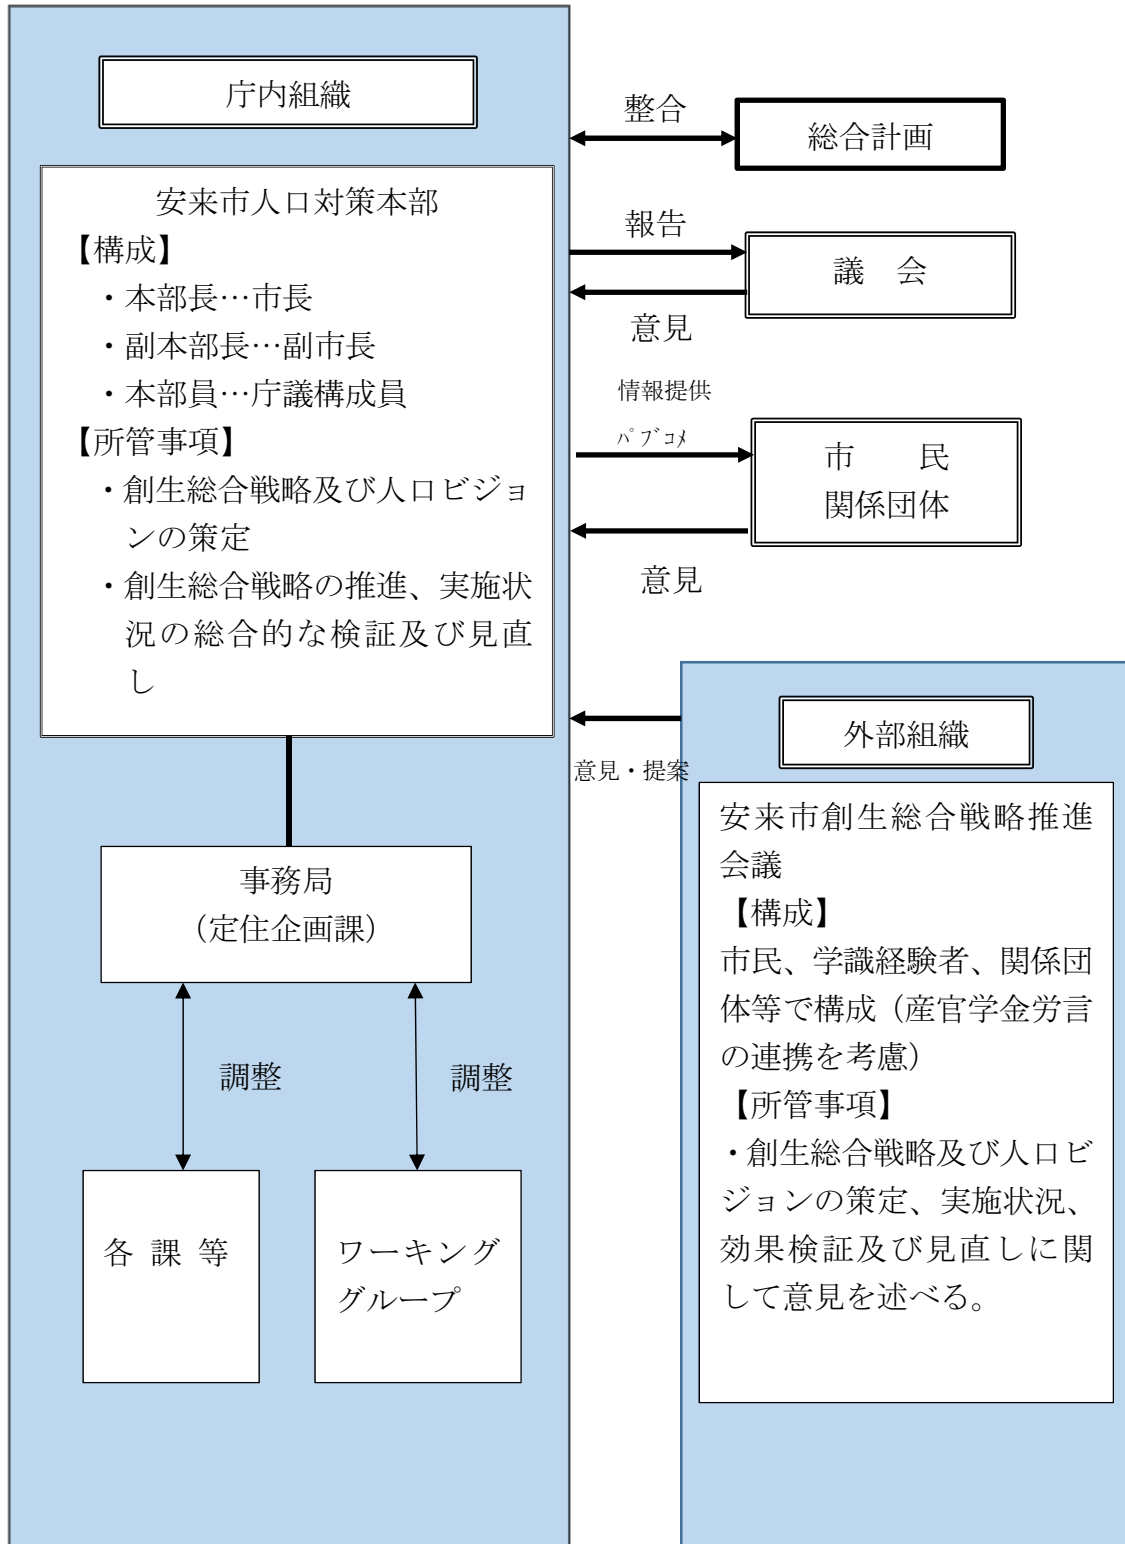 庁内組織
安来市人口対策本部
【構成】
・本部長…市長
・副本部長…副市長
・本部員…庁議構成員
【所管事項】
・創生総合戦略及び人口ビジョ
ンの策定
・創生総合戦略の推進、実施状
況の総合的な検証及び見直
し
事務局
（定住企画課）
調整
調整
各 課 等
ワーキング
グループ
整合
総合計画
報告
議　会
意見
情報提供
ﾊﾟﾌﾞｺﾒ
市　　民
関係団体
意見
意見・提案
外部組織
安来市創生総合戦略推進
会議
【構成】
市民、学識経験者、関係団
体等で構成（産官学金労言
の連携を考慮）
【所管事項】
・創生総合戦略及び人口ビ
ジョンの策定、実施状況、
効果検証及び見直しに関
して意見を述べる。